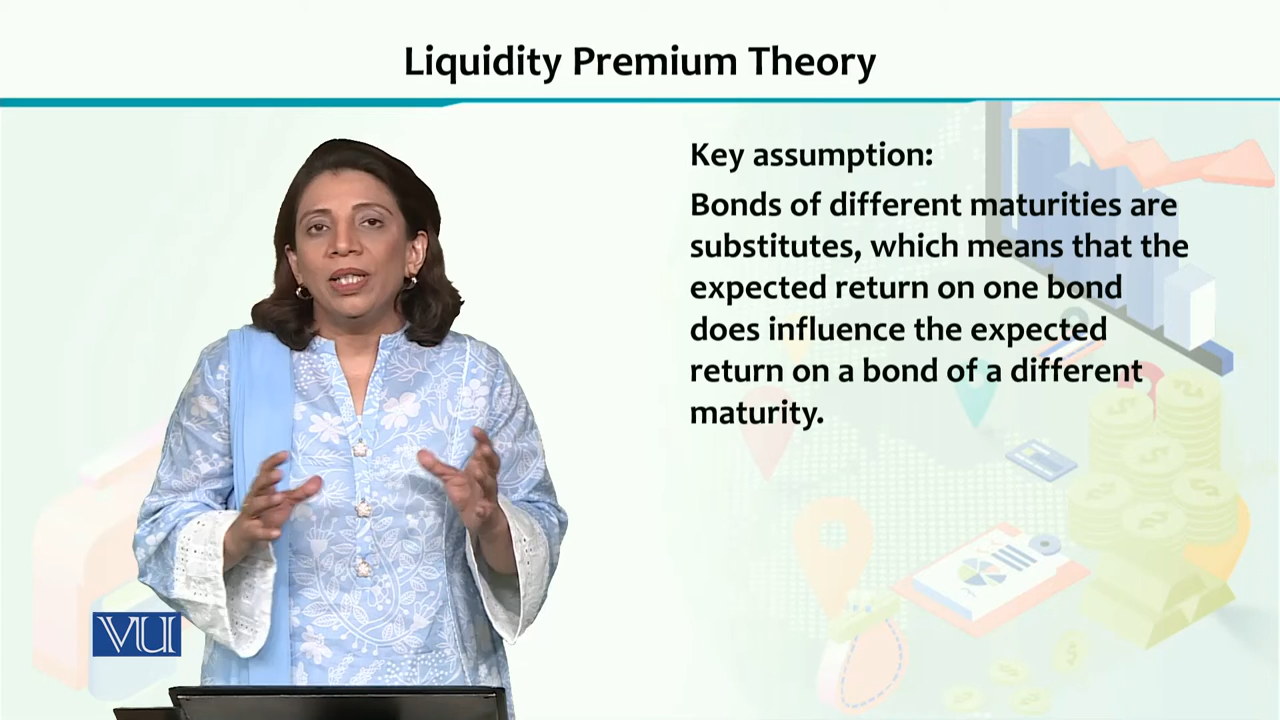 Liquidity Premium Theory
Key assumption:
Bonds of different maturities are
substitutes, which means that the
expected return on one bond
does influence the expected
return on a bond of a different
maturity.
VU